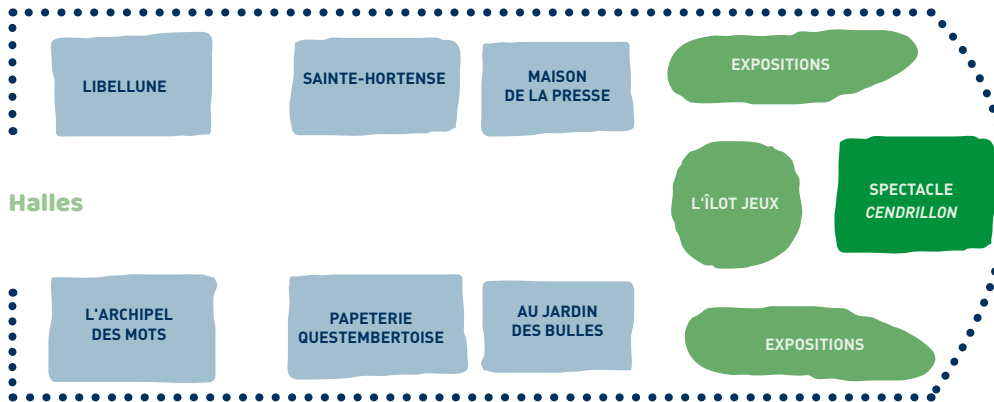 LIBELLUNE
SAINTE-HORTENSE
MAISON
DE LA PRESSE
EXPOSITIONS
Halles
L'ÎLOT JEUX
SPECTACLE
CENDRILLON
L'ARCHIPEL
DES MOTS
PAPETERIE
QUESTEMBERTOISE
AU JARDIN
DES BULLES
EXPOSITIONS